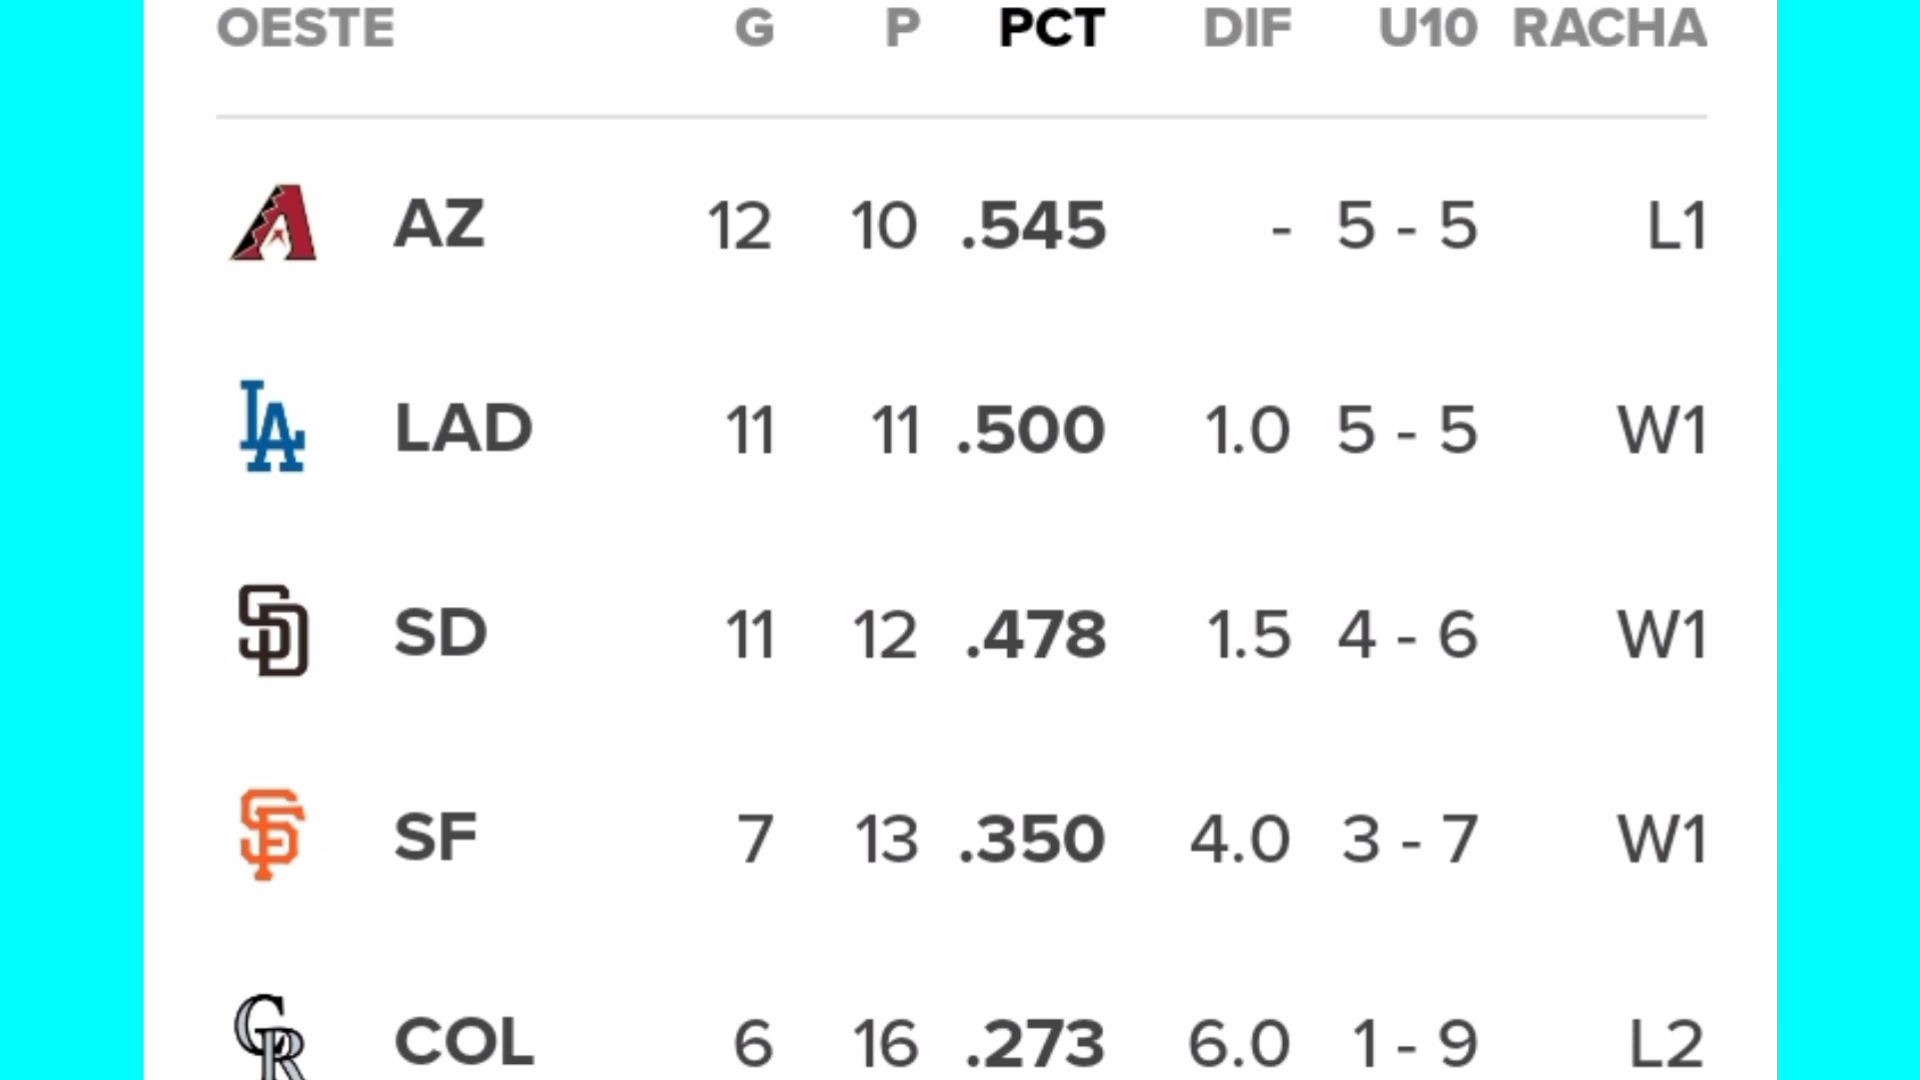 OESTE G P PCT DIF U10 RACHA
AZ 12 10 .545 - 5 - 5 L1
LAD 11 11 .500 1.0 5 - 5 W1
SD 11 12 .478 1.5 4 - 6 W1
SF 7 13 .350 4.0 3 - 7 W1
COL 6 16 .273 6.0 1 - 9 L2